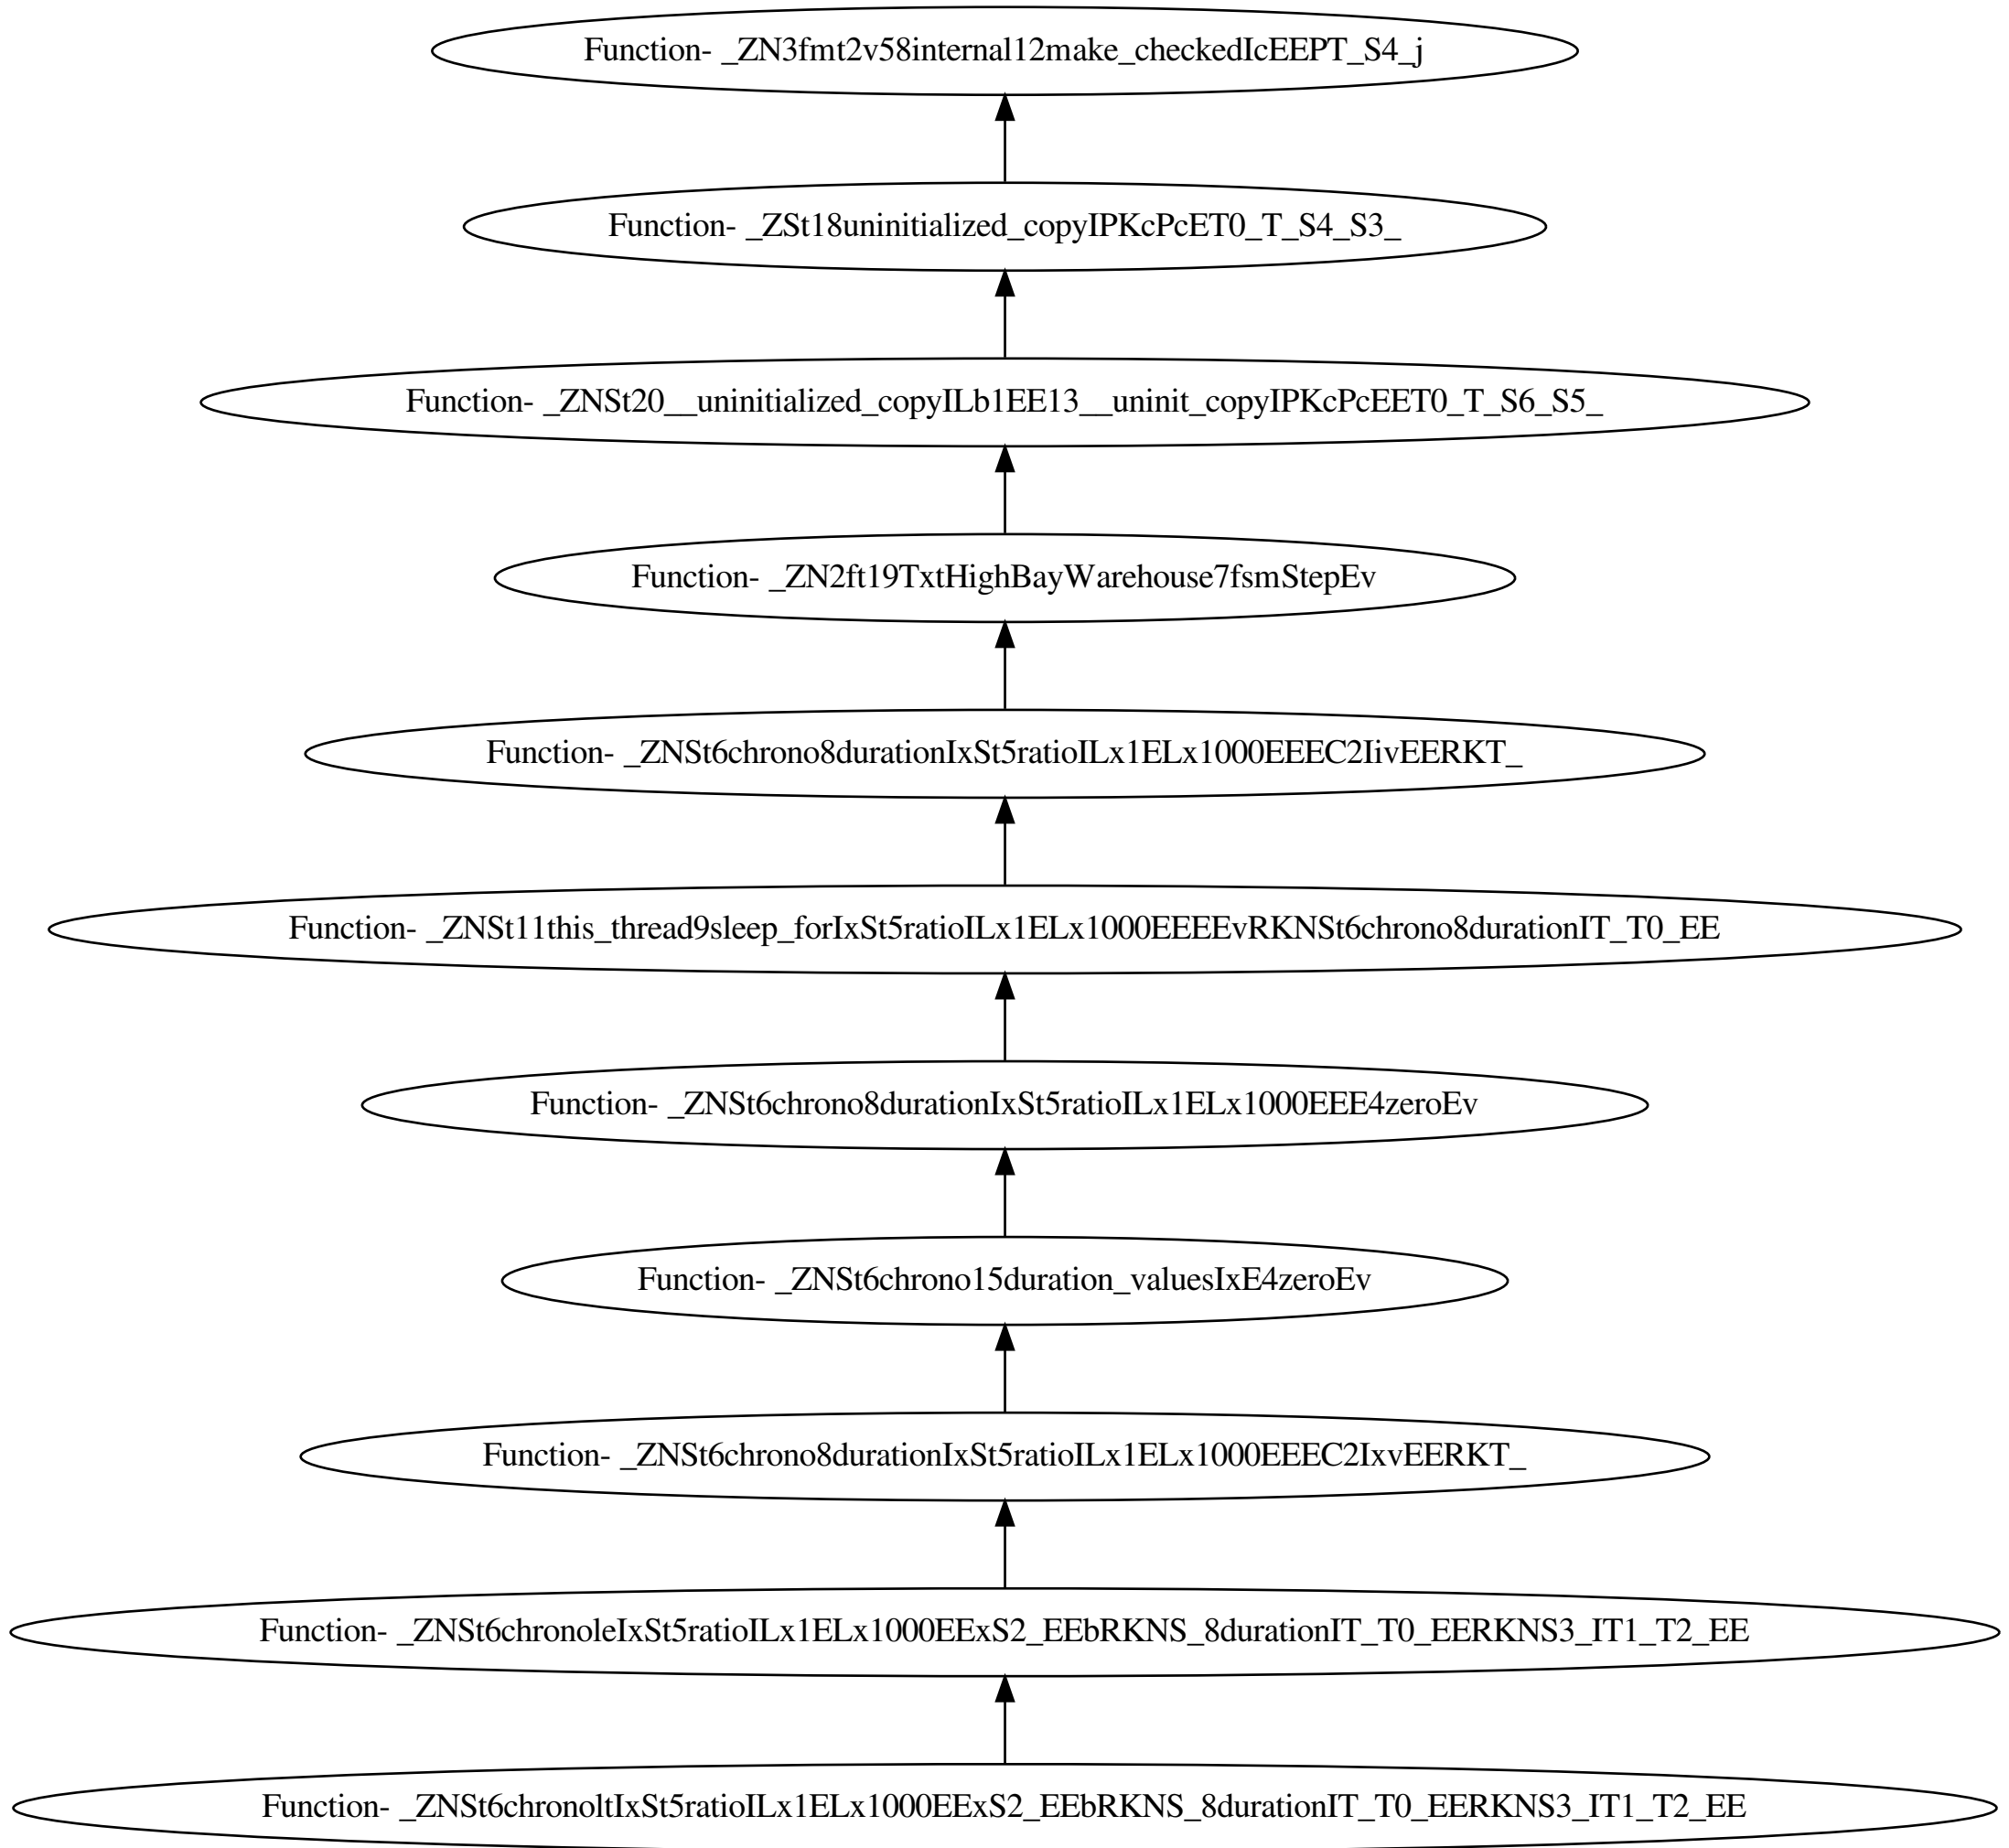 Function- _ZN3fmt2v58internal12make_checkedIcEEPT_S4_j
Function- _ZSt18uninitialized_copyIPKcPcET0_T_S4_S3_
Function- _ZNSt20__uninitialized_copyILb1EE13__uninit_copyIPKcPcEET0_T_S6_S5_
Function- _ZN2ft19TxtHighBayWarehouse7fsmStepEv
Function- _ZNSt6chrono8durationIxSt5ratioILx1ELx1000EEEC2IivEERKT_
Function- _ZNSt11this_thread9sleep_forIxSt5ratioILx1ELx1000EEEEvRKNSt6chrono8durationIT_T0_EE
Function- _ZNSt6chrono8durationIxSt5ratioILx1ELx1000EEE4zeroEv
Function- _ZNSt6chrono15duration_valuesIxE4zeroEv
Function- _ZNSt6chrono8durationIxSt5ratioILx1ELx1000EEEC2IxvEERKT_
Function- _ZNSt6chronoleIxSt5ratioILx1ELx1000EExS2_EEbRKNS_8durationIT_T0_EERKNS3_IT1_T2_EE
Function- _ZNSt6chronoltIxSt5ratioILx1ELx1000EExS2_EEbRKNS_8durationIT_T0_EERKNS3_IT1_T2_EE